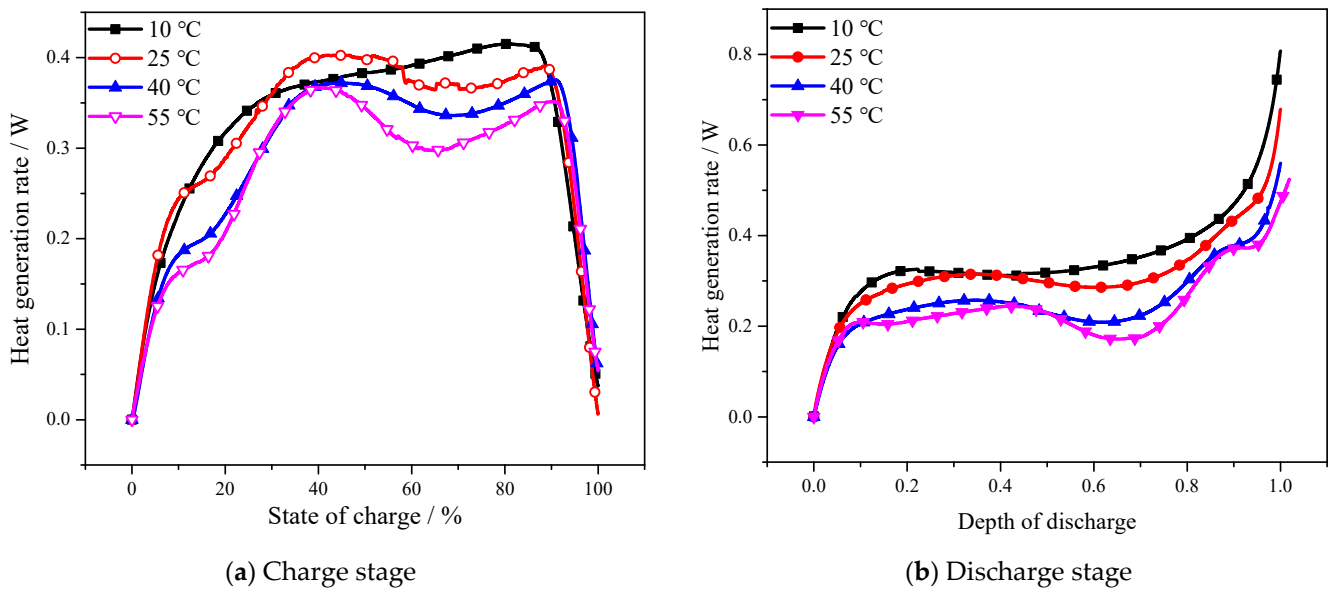 10 °C
25 °C
40 °C
55 °C
Heat generation rate / W
0.4
0.3
0.2
0.1
0.0
0 20 40 60 80 100
State of charge / %
(a) Charge stage
10 °C
25 °C
40 °C
55 °C
Heat generation rate / W
0.8
0.6
0.4
0.2
0.0
0.0 0.2 0.4 0.6 0.8 1.0
Depth of discharge
(b) Discharge stage